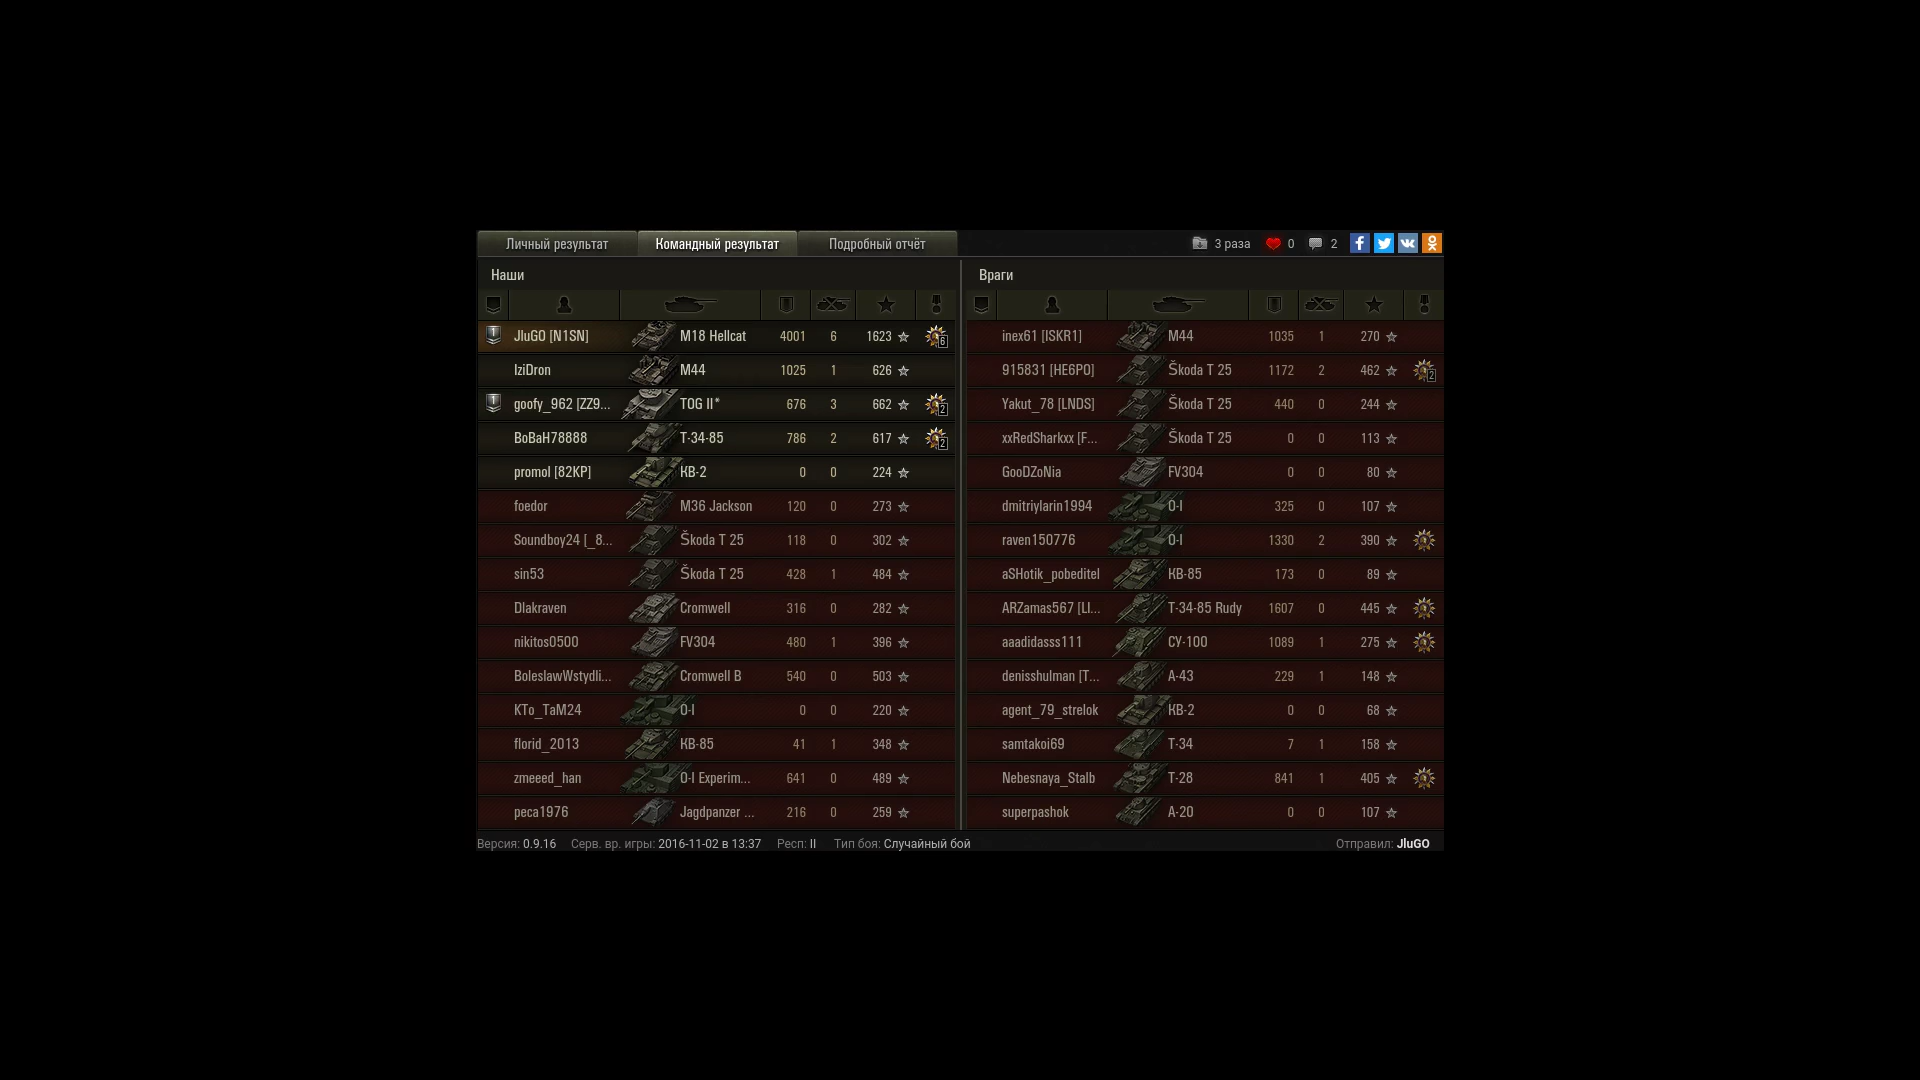 Личный результат Командный результат Подробный отчёт 3 раза 0 2
Наши Враги
1 JluGO [N1SN] M18 Hellcat 4001 6 1623 6
IziDron M44 1025 1 626
1 goofy_962 [ZZ9... TOG II* 676 3 662 2
BoBaH78888 T-34-85 786 2 617 2
promol [82KP] КВ-2 0 0 224
foedor M36 Jackson 120 0 273
Soundboy24 [_8... Škoda T 25 118 0 302
sin53 Škoda T 25 428 1 484
Dlakraven Cromwell 316 0 282
nikitos0500 FV304 480 1 396
BoleslawWstydli... Cromwell B 540 0 503
KTo_TaM24 O-I 0 0 220
florid_2013 КВ-85 41 1 348
zmeeed_han O-I Experim... 641 0 489
peca1976 Jagdpanzer ... 216 0 259
inex61 [ISKR1] M44 1035 1 270
915831 [HE6PO] Škoda T 25 1172 2 462 2
Yakut_78 [LNDS] Škoda T 25 440 0 244
xxRedSharkxx [F... Škoda T 25 0 0 113
GooDZoNia FV304 0 0 80
dmitriylarin1994 O-I 325 0 107
raven150776 O-I 1330 2 390
aSHotik_pobeditel КВ-85 173 0 89
ARZamas567 [LI... Т-34-85 Rudy 1607 0 445
aaadidasss111 СУ-100 1089 1 275
denisshulman [T... А-43 229 1 148
agent_79_strelok КВ-2 0 0 68
samtakoi69 Т-34 7 1 158
Nebesnaya_Stalb Т-28 841 1 405
superpashok А-20 0 0 107
Версия: 0.9.16 Серв. вр. игры: 2016-11-02 в 13:37 Респ: II Тип боя: Случайный бой Отправил: JluGO